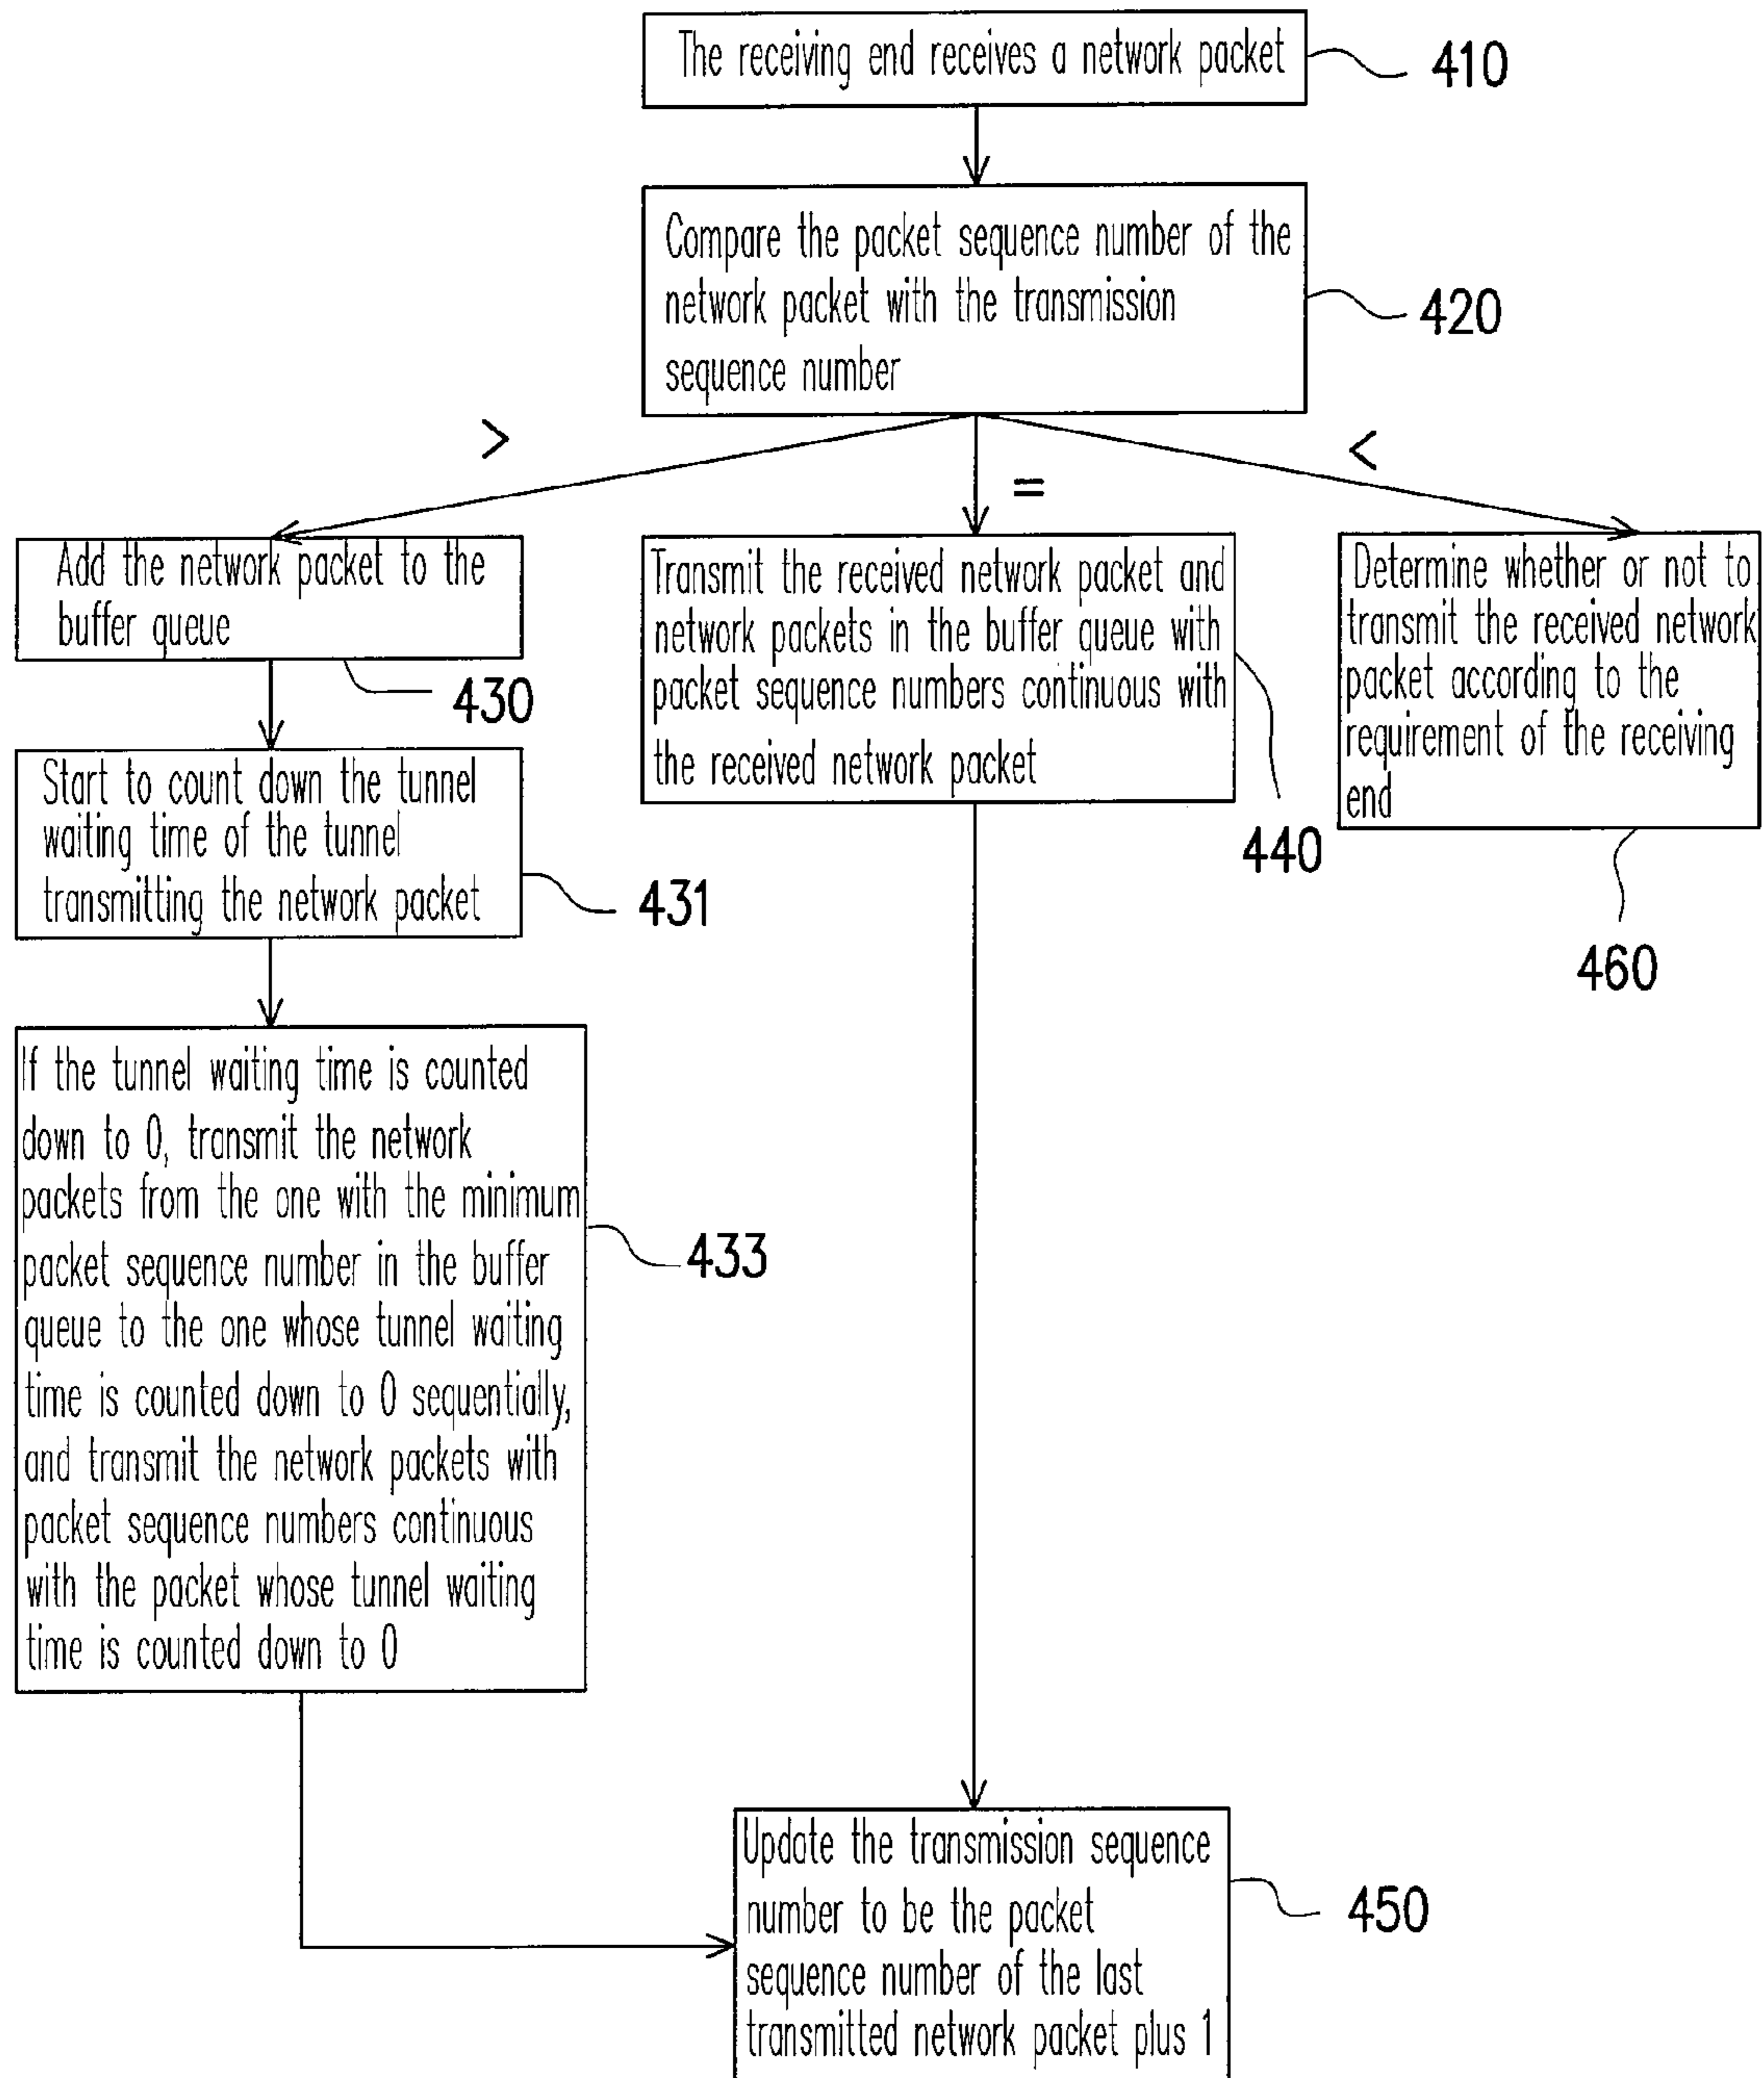 The receiving end receives a network packet
410
Compare the packet sequence number of the
network packet with the transmission
sequence number
420
>
=
<
Add the network packet to the
buffer queue
430
Start to count down the tunnel
waiting time of the tunnel
transmitting the network packet
431
If the tunnel waiting time is counted
down to 0, transmit the network
packets from the one with the minimum
packet sequence number in the buffer
queue to the one whose tunnel waiting
time is counted down to 0 sequentially,
and transmit the network packets with
packet sequence numbers continuous
with the packet whose tunnel waiting
time is counted down to 0
433
Transmit the received network packet and
network packets in the buffer queue with
packet sequence numbers continuous with
the received network packet
440
Determine whether or not to
transmit the received network
packet according to the
requirement of the receiving
end
460
Update the transmission sequence
number to be the packet
sequence number of the last
transmitted network packet plus 1
450